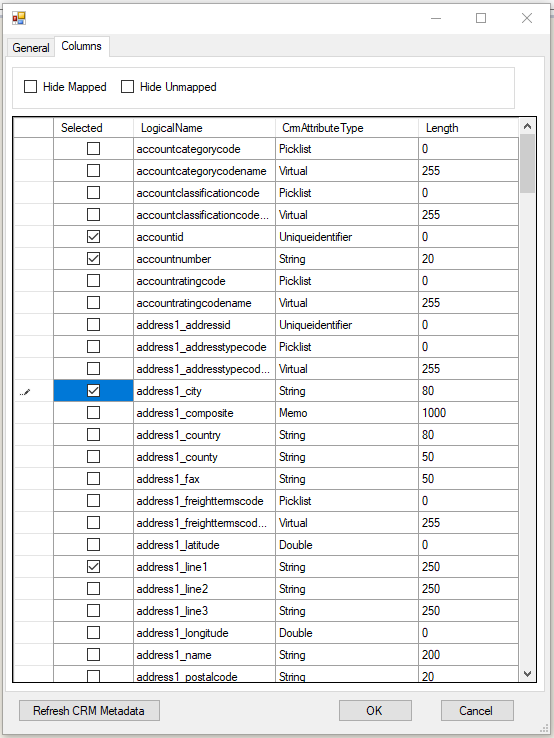 General Columns
Hide Mapped Hide Unmapped
Selected LogicalName CrmAttributeType Length
accountcategorycode Picklist 0
accountcategorycodename Virtual 255
accountclassificationcode Picklist 0
accountclassificationcode... Virtual 255
accountid Uniqueidentifier 0
accountnumber String 20
accountratingcode Picklist 0
accountratingcodename Virtual 255
address1_addressid Uniqueidentifier 0
address1_addresstypecode Picklist 0
address1_addresstypecod... Virtual 255
address1_city String 80
address1_composite Memo 1000
address1_country String 80
address1_county String 50
address1_fax String 50
address1_freighttermscode Picklist 0
address1_freighttermscod... Virtual 255
address1_latitude Double 0
address1_line1 String 250
address1_line2 String 250
address1_line3 String 250
address1_longitude Double 0
address1_name String 200
address1_postalcode String 20
Refresh CRM Metadata OK Cancel